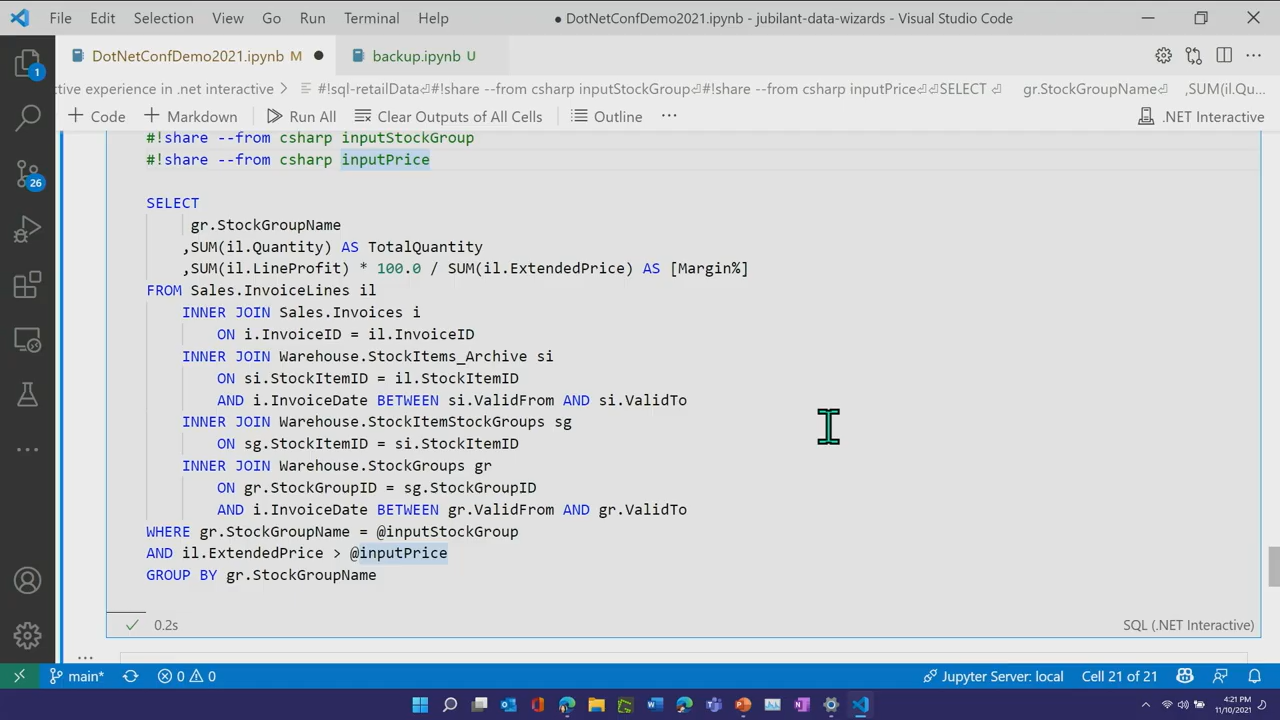 File Edit Selection View Go Run Terminal Help ● DotNetConfDemo2021.ipynb - jubilant-data-wizards - Visual Studio Code
DotNetConfDemo2021.ipynb M ● backup.ipynb U
ctive experience in .net interactive > #!sql-retailData⏎#!share --from csharp inputStockGroup⏎#!share --from csharp inputPrice⏎⏎SELECT ⏎ gr.StockGroupName⏎ ,SUM(il.Qu...
+ Code + Markdown Run All Clear Outputs of All Cells Outline ... .NET Interactive
#!share --from csharp inputStockGroup
#!share --from csharp inputPrice
SELECT
gr.StockGroupName
,SUM(il.Quantity) AS TotalQuantity
,SUM(il.LineProfit) * 100.0 / SUM(il.ExtendedPrice) AS [Margin%]
FROM Sales.InvoiceLines il
INNER JOIN Sales.Invoices i
ON i.InvoiceID = il.InvoiceID
INNER JOIN Warehouse.StockItems_Archive si
ON si.StockItemID = il.StockItemID
AND i.InvoiceDate BETWEEN si.ValidFrom AND si.ValidTo
INNER JOIN Warehouse.StockItemStockGroups sg
ON sg.StockItemID = si.StockItemID
INNER JOIN Warehouse.StockGroups gr
ON gr.StockGroupID = sg.StockGroupID
AND i.InvoiceDate BETWEEN gr.ValidFrom AND gr.ValidTo
WHERE gr.StockGroupName = @inputStockGroup
AND il.ExtendedPrice > @inputPrice
GROUP BY gr.StockGroupName
0.2s SQL (.NET Interactive)
1
26
main* 0 0 Jupyter Server: local Cell 21 of 21
4:21 PM
11/10/2021